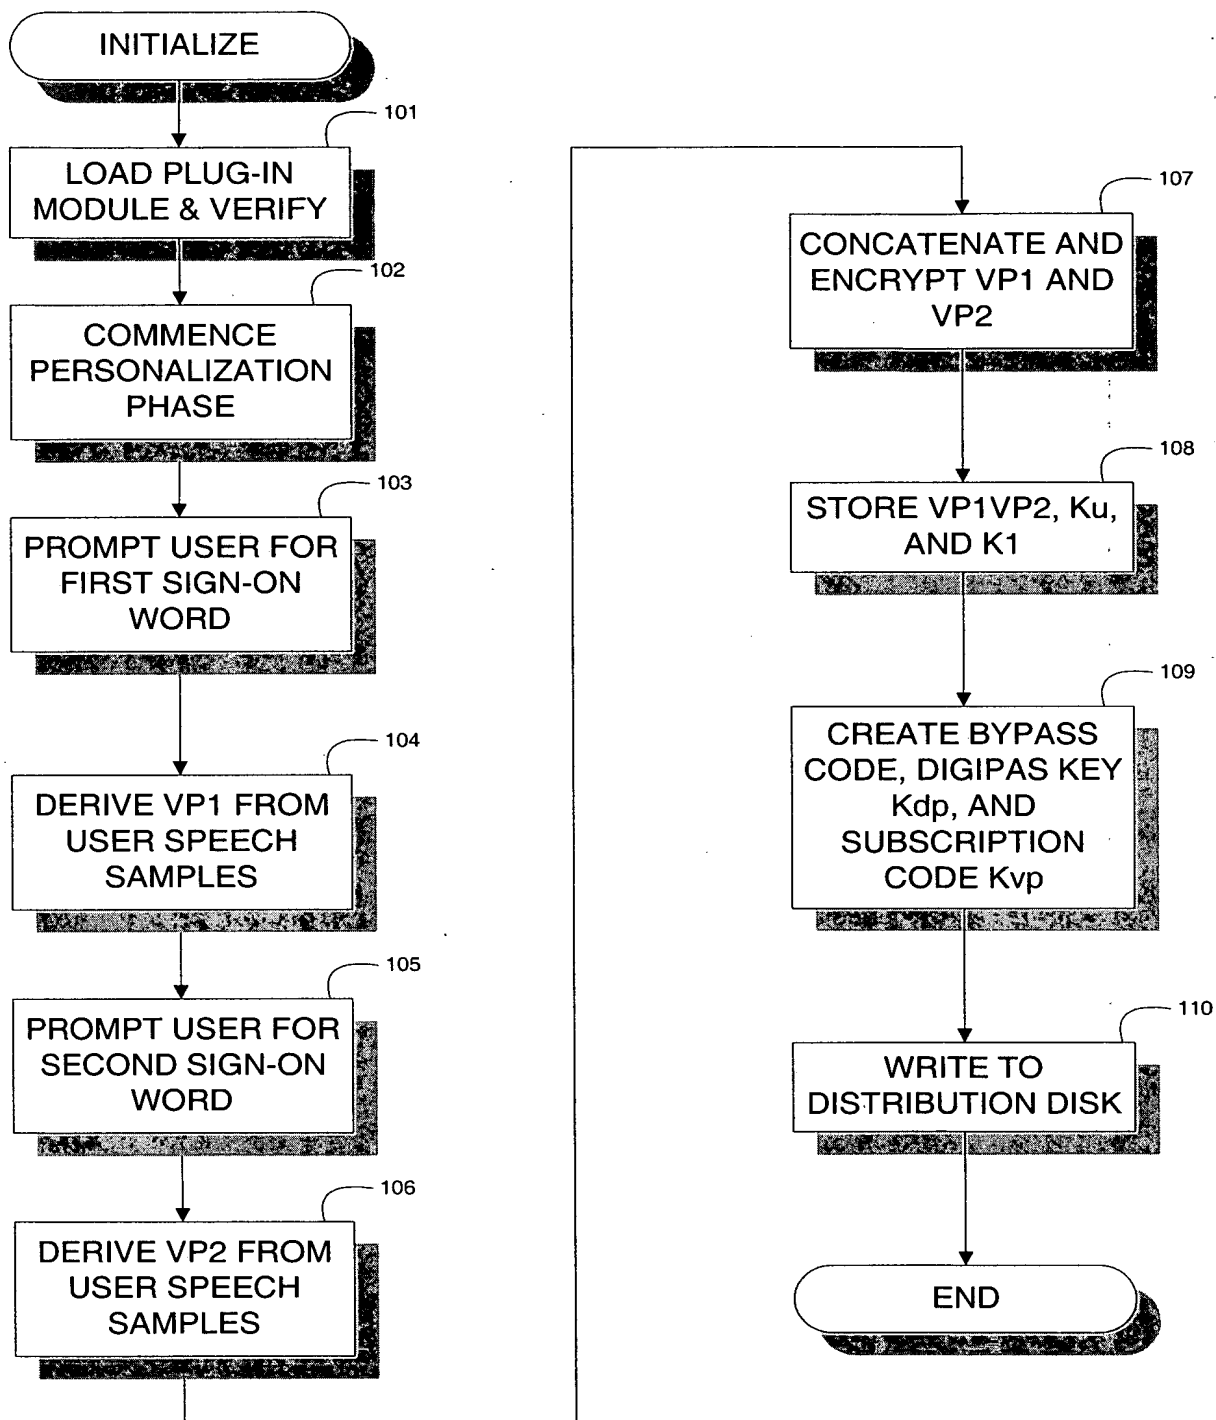 INITIALIZE
101
LOAD PLUG-IN
MODULE & VERIFY
102
COMMENCE
PERSONALIZATION
PHASE
103
PROMPT USER FOR
FIRST SIGN-ON
WORD
104
DERIVE VP1 FROM
USER SPEECH
SAMPLES
105
PROMPT USER FOR
SECOND SIGN-ON
WORD
106
DERIVE VP2 FROM
USER SPEECH
SAMPLES
107
CONCATENATE AND
ENCRYPT VP1 AND
VP2
108
STORE VP1VP2, Ku,
AND K1
109
CREATE BYPASS
CODE, DIGIPAS KEY
Kdp, AND
SUBSCRIPTION
CODE Kvp
110
WRITE TO
DISTRIBUTION DISK
END